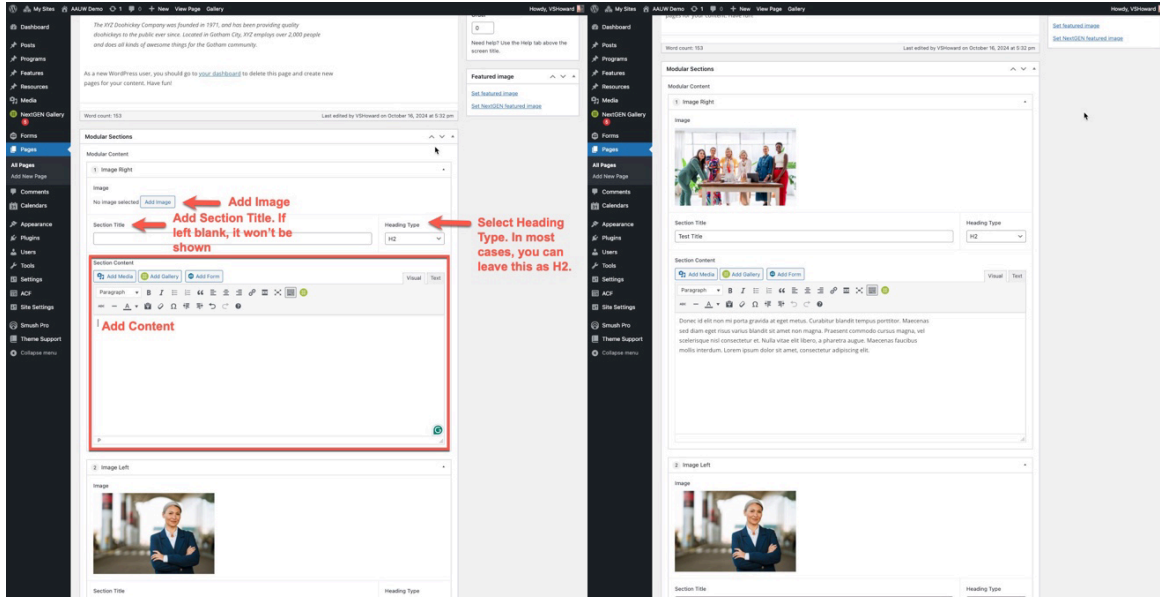 My Sites AAUW Demo 1 0 + New View Page Gallery Howdy, VSHoward
Dashboard
Posts
Programs
Features
Resources
Media
NextGEN Gallery
Forms
Pages
All Pages
Add New Page
Comments
Calendars
Appearance
Plugins
Users
Tools
Settings
ACF
Site Settings
Smush Pro
Theme Support
Collapse menu
The XYZ Doohickey Company was founded in 1971, and has been providing quality
doohickeys to the public ever since. Located in Gotham City, XYZ employs over 2,000 people
and does all kinds of awesome things for the Gotham community.
As a new WordPress user, you should go to your dashboard to delete this page and create new
pages for your content. Have fun!
Word count: 153 Last edited by VSHoward on October 16, 2024 at 5:32 pm
0
Need help? Use the Help tab above the
screen title.
Featured image
Set featured image
Set NextGEN featured image
Modular Sections
Modular Content
1 Image Right
Image
No image selected Add Image
Add Image
Section Title
Add Section Title. If
left blank, it won't be
shown
Heading Type
H2
Select Heading
Type. In most
cases, you can
leave this as H2.
Section Content
Add Media Add Gallery Add Form Visual Text
Paragraph
Add Content
P
2 Image Left
Image
Section Title Heading Type
My Sites AAUW Demo 1 0 + New View Page Gallery Howdy, VSHoward
Dashboard
Posts
Programs
Features
Resources
Media
NextGEN Gallery
Forms
Pages
All Pages
Add New Page
Comments
Calendars
Appearance
Plugins
Users
Tools
Settings
ACF
Site Settings
Smush Pro
Theme Support
Collapse menu
pages for your content. Have fun!
Word count: 153 Last edited by VSHoward on October 16, 2024 at 5:32 pm
Set featured image
Set NextGEN featured image
Modular Sections
Modular Content
1 Image Right
Image
Section Title Heading Type
Test Title H2
Section Content
Add Media Add Gallery Add Form Visual Text
Paragraph
Donec id elit non mi porta gravida at eget metus. Curabitur blandit tempus porttitor. Maecenas
sed diam eget risus varius blandit sit amet non magna. Praesent commodo cursus magna, vel
scelerisque nisl consectetur et. Nulla vitae elit libero, a pharetra augue. Maecenas faucibus
mollis interdum. Lorem ipsum dolor sit amet, consectetur adipiscing elit.
2 Image Left
Image
Section Title Heading Type